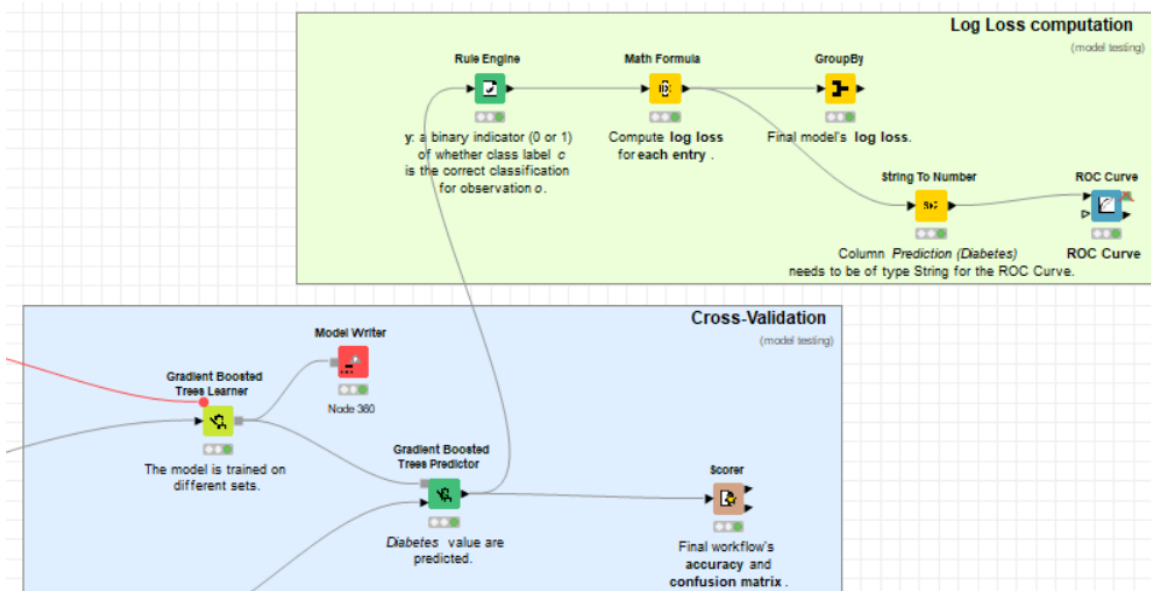 Log Loss computation
(model testing)
Rule Engine
Math Formula
GroupBy
y: a binary indicator (0 or 1)
of whether class label c
is the correct classification
for observation o.
Compute log loss
for each entry .
Final model's log loss.
String To Number
ROC Curve
Column Prediction (Diabetes)
needs to be of type String for the ROC Curve.
ROC Curve
Cross-Validation
(model testing)
Model Writer
Node 360
Gradient Boosted
Trees Learner
The model is trained on
different sets.
Gradient Boosted
Trees Predictor
Diabetes value are
predicted.
Scorer
Final workflow's
accuracy and
confusion matrix .